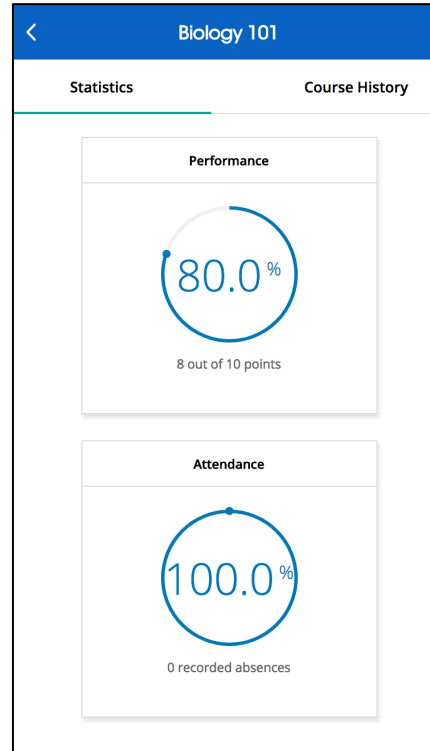 Biology 101
Statistics Course History
Performance
80.0 %
8 out of 10 points
Attendance
100.0 %
0 recorded absences